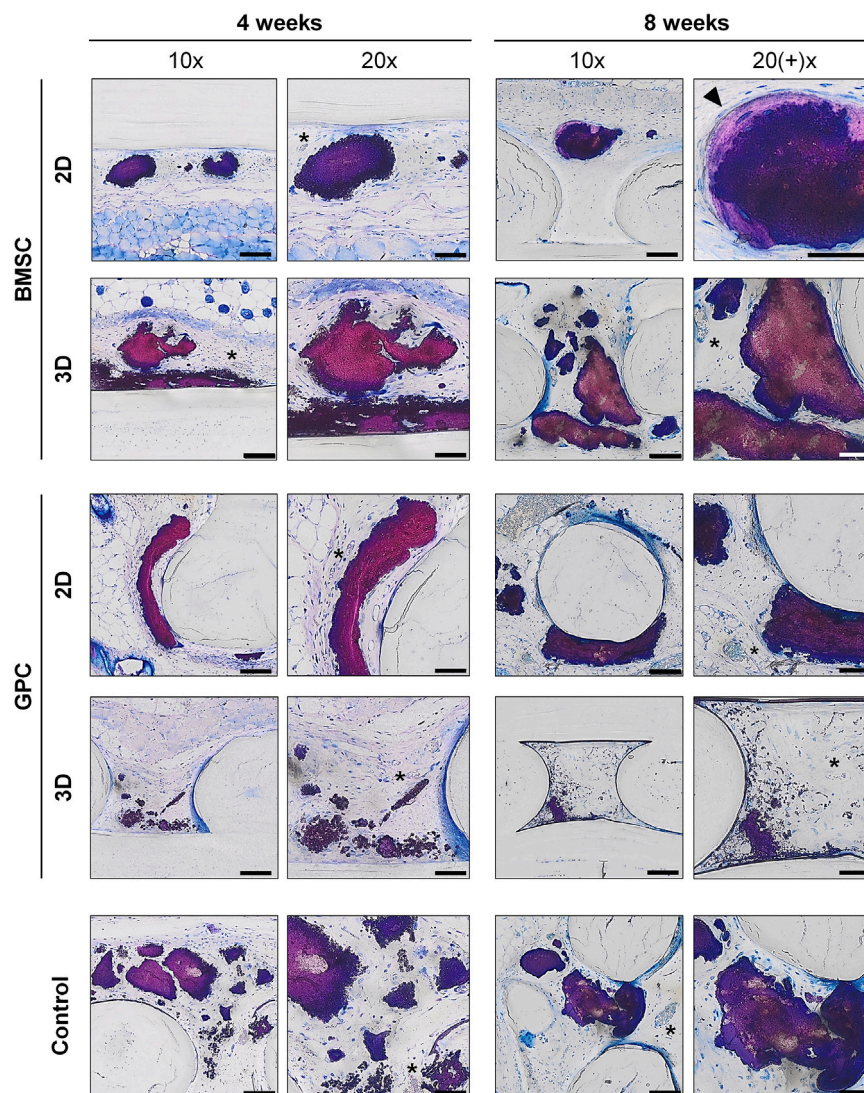 4 weeks 8 weeks
10x 20x 10x 20(+)x
BMSC
2D
3D
GPC
2D
3D
Control